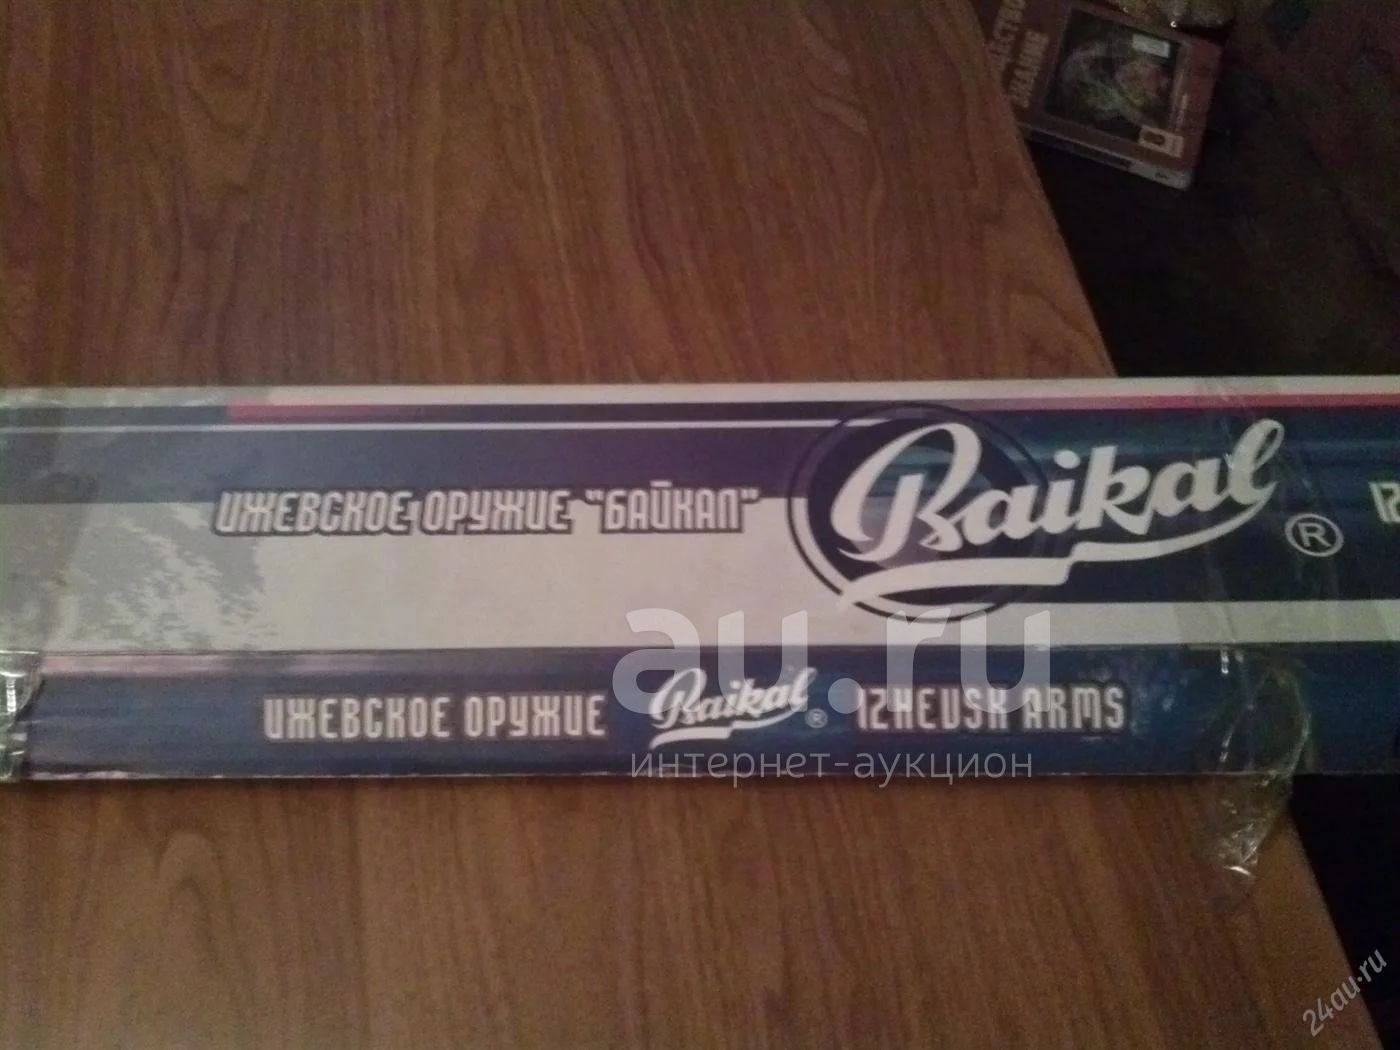 ИЖЕВСКОЕ ОРУЖИЕ "БАЙКАЛ" Baikal ®
ИЖЕВСКОЕ ОРУЖИЕ Baikal ® IZHEVSK ARMS
au.ru
интернет-аукцион
24au.ru